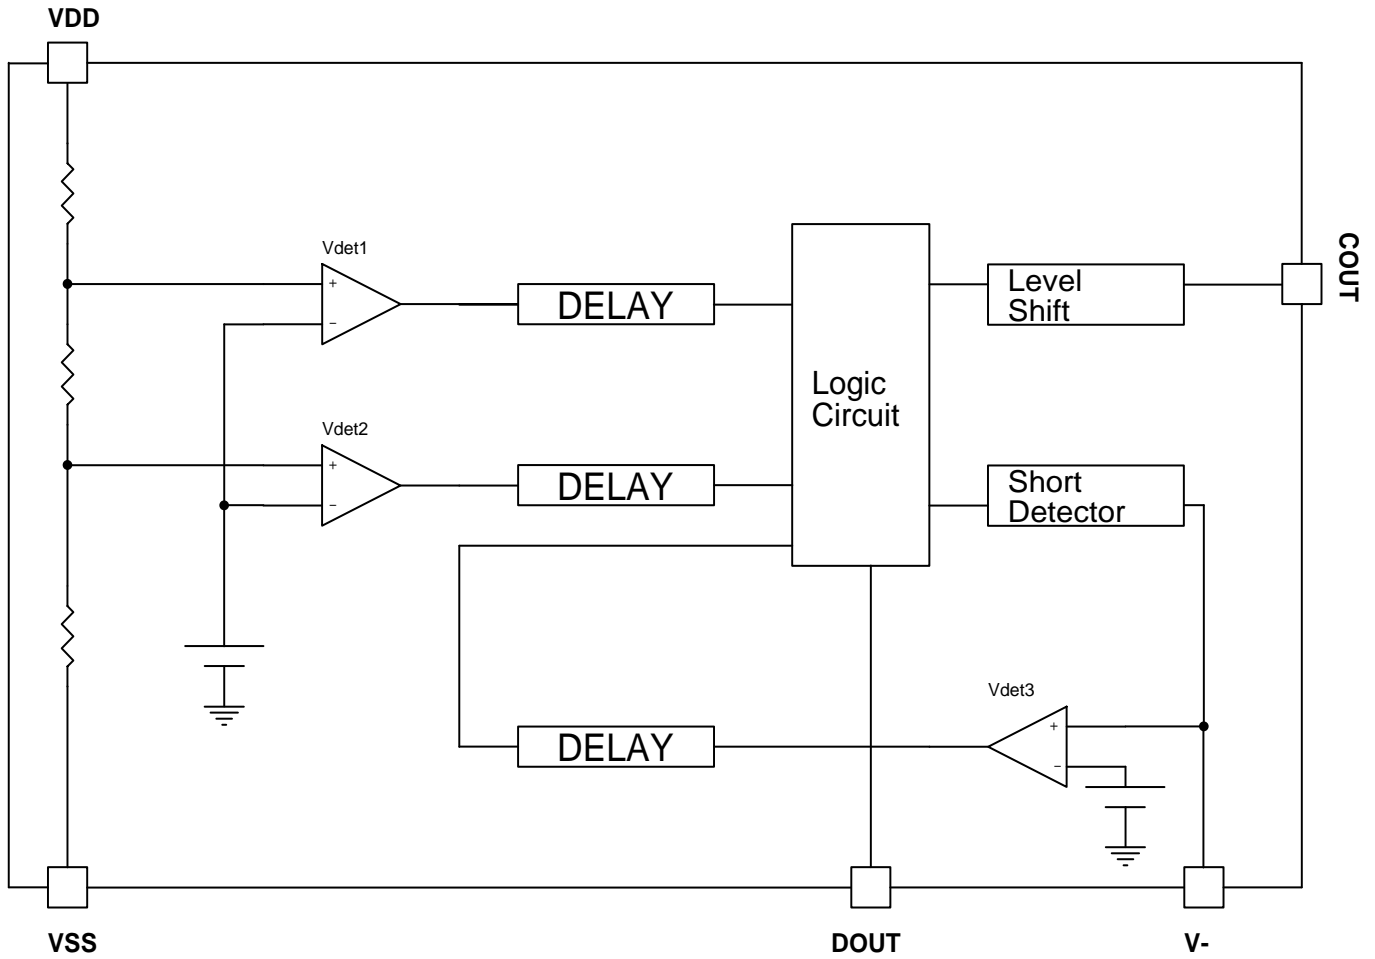 VDD
Vdet1
+
−
DELAY
Level
Shift
COUT
Logic
Circuit
Vdet2
+
−
DELAY
Short
Detector
Vdet3
+
−
DELAY
VSS
DOUT
V-